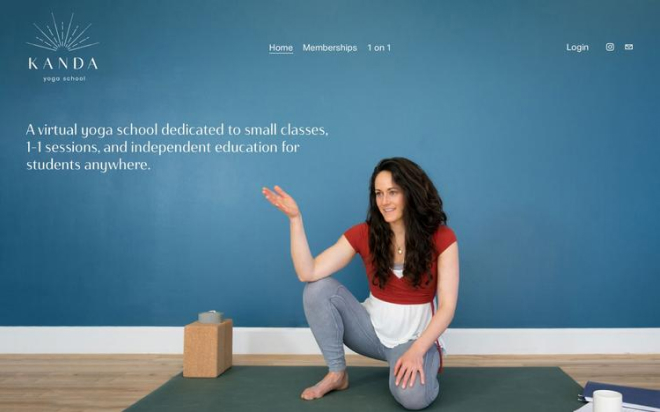 KANDA
yoga school
Home Memberships 1 on 1 Login
A virtual yoga school dedicated to small classes,
1-1 sessions, and independent education for
students anywhere.